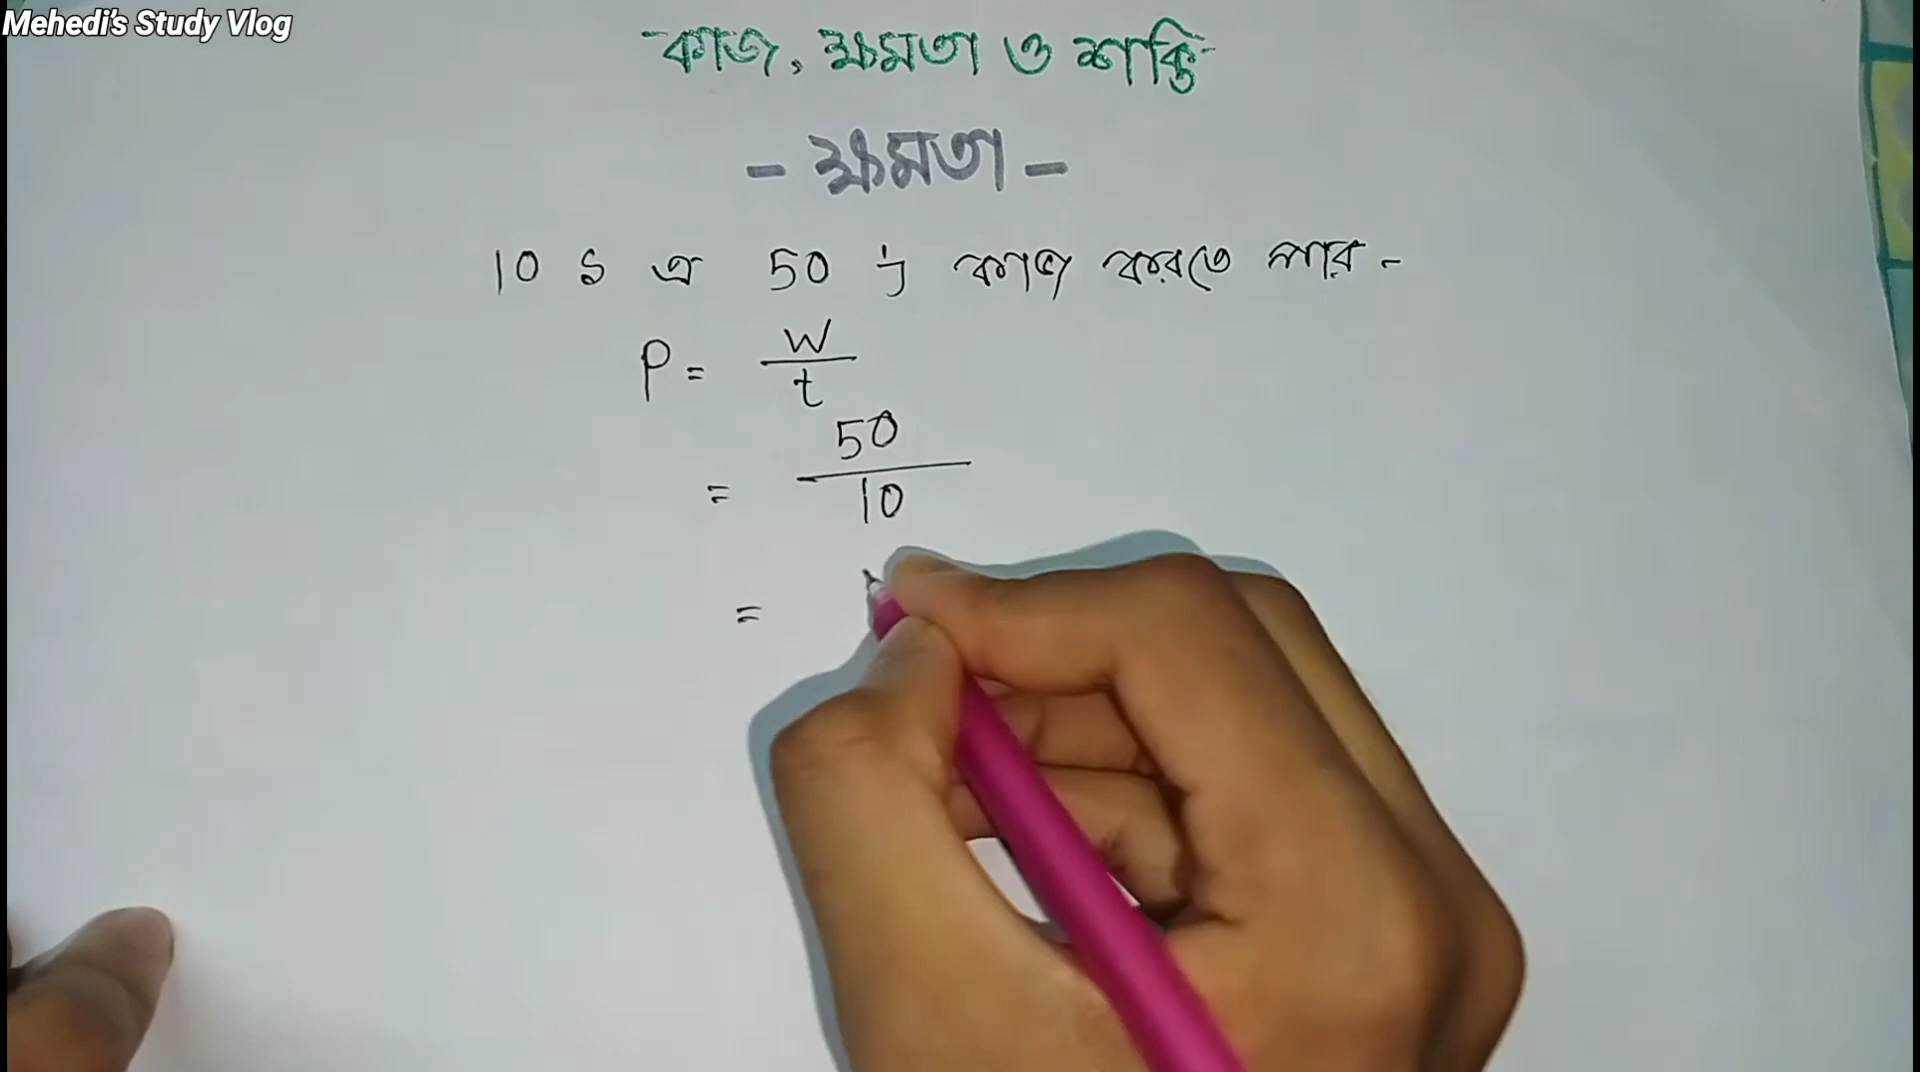 Mehedi's Study Vlog
- কাজ, ক্ষমতা ও শক্তি -
- ক্ষমতা -
10 s এ 50 J কাজ করতে পার -
P = W / t
= 50 / 10
=